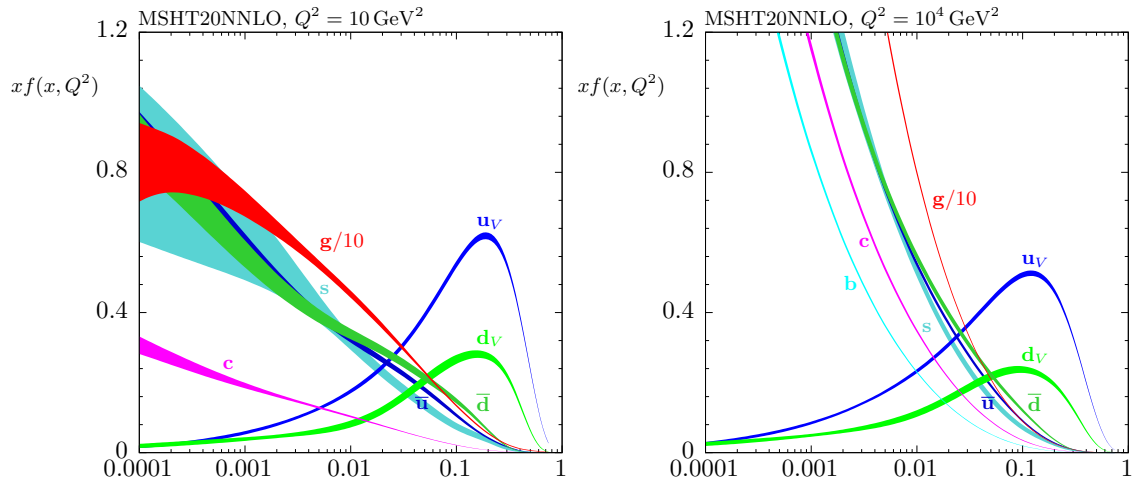 MSHT20NNLO, Q² = 10 GeV²
xf(x, Q²)
1.2
0.8
0.4
0
0.0001
0.001
0.01
0.1
1
g/10
s
c
u_V
d_V
u̅
d̅
MSHT20NNLO, Q² = 10⁴ GeV²
xf(x, Q²)
1.2
0.8
0.4
0
0.0001
0.001
0.01
0.1
1
g/10
c
b
s
u_V
d_V
u̅
d̅